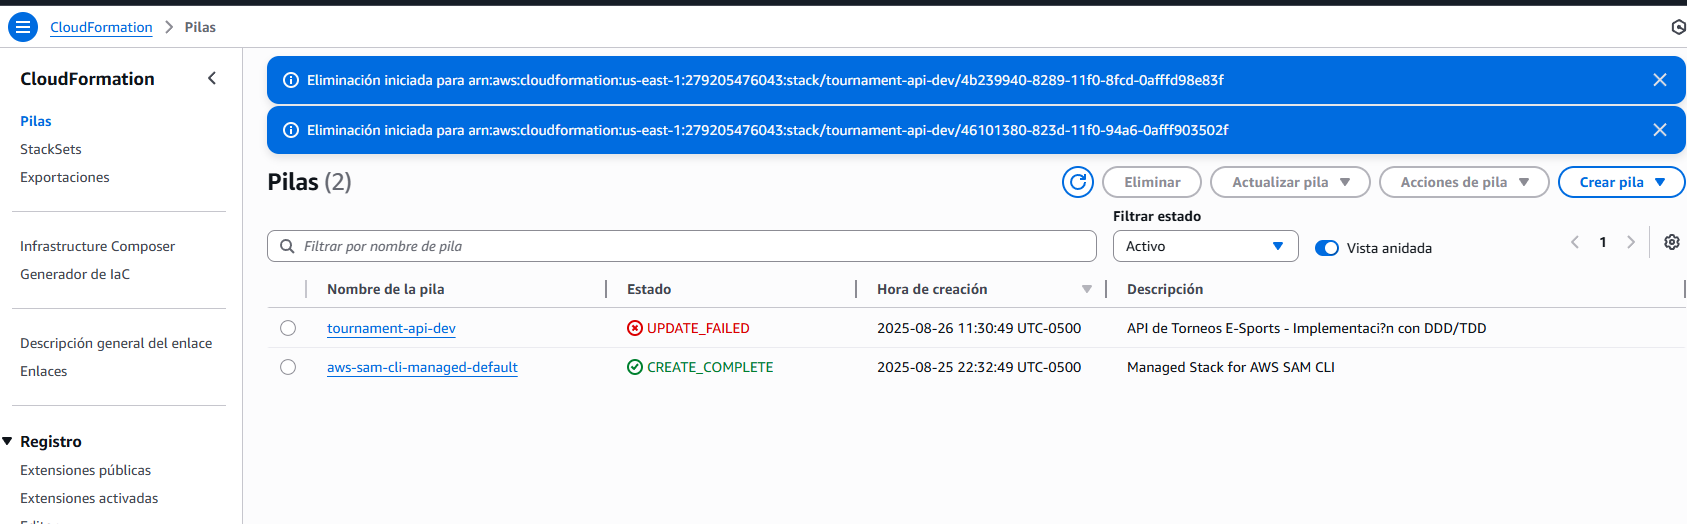 CloudFormation > Pilas
CloudFormation
Pilas
StackSets
Exportaciones
Infrastructure Composer
Generador de IaC
Descripción general del enlace
Enlaces
Registro
Extensiones públicas
Extensiones activadas
Eliminación iniciada para arn:aws:cloudformation:us-east-1:279205476043:stack/tournament-api-dev/4b239940-8289-11f0-8fcd-0afffd98e83f
Eliminación iniciada para arn:aws:cloudformation:us-east-1:279205476043:stack/tournament-api-dev/46101380-823d-11f0-94a6-0afff903502f
Pilas (2)
Eliminar
Actualizar pila
Acciones de pila
Crear pila
Filtrar por nombre de pila
Filtrar estado
Activo
Vista anidada
1
Nombre de la pila Estado Hora de creación Descripción
tournament-api-dev UPDATE_FAILED 2025-08-26 11:30:49 UTC-0500 API de Torneos E-Sports - Implementaci?n con DDD/TDD
aws-sam-cli-managed-default CREATE_COMPLETE 2025-08-25 22:32:49 UTC-0500 Managed Stack for AWS SAM CLI